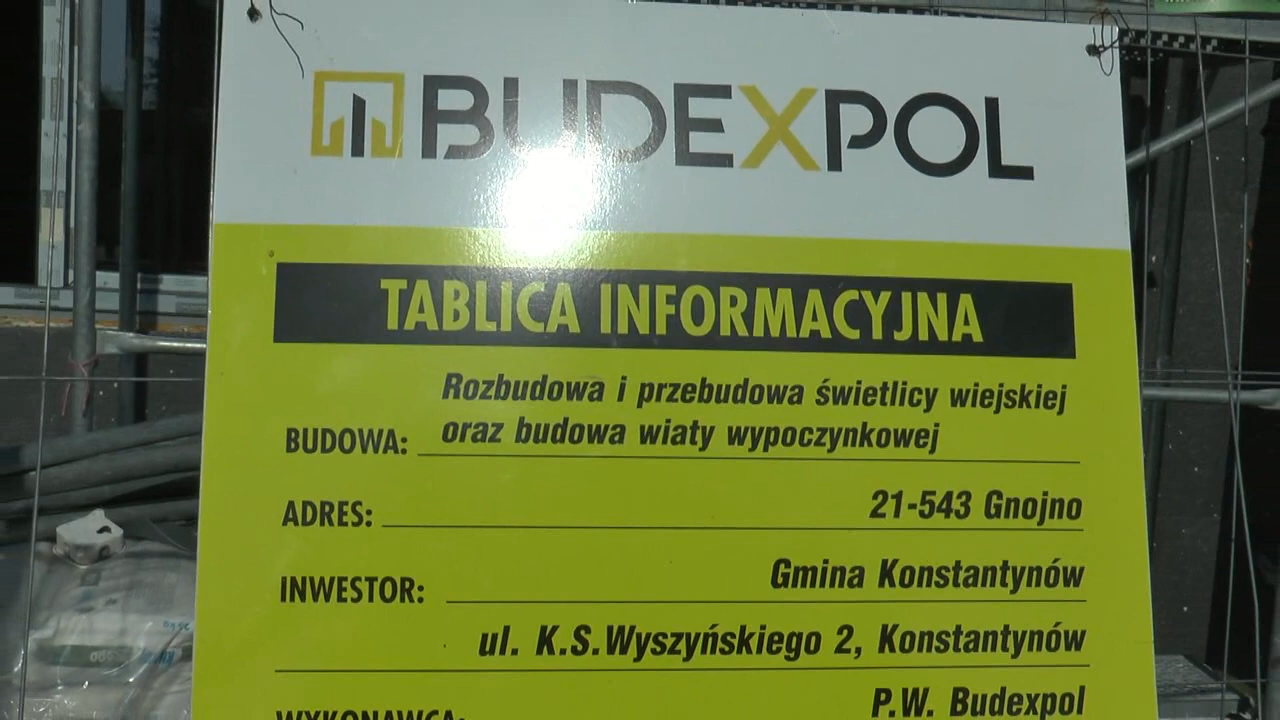 BUDEXPOL
TABLICA INFORMACYJNA
Rozbudowa i przebudowa świetlicy wiejskiej
BUDOWA: oraz budowa wiaty wypoczynkowej
ADRES: 21-543 Gnojno
INWESTOR: Gmina Konstantynów
ul. K.S.Wyszyńskiego 2, Konstantynów
P.W. Budexpol
WYKONAWCA: